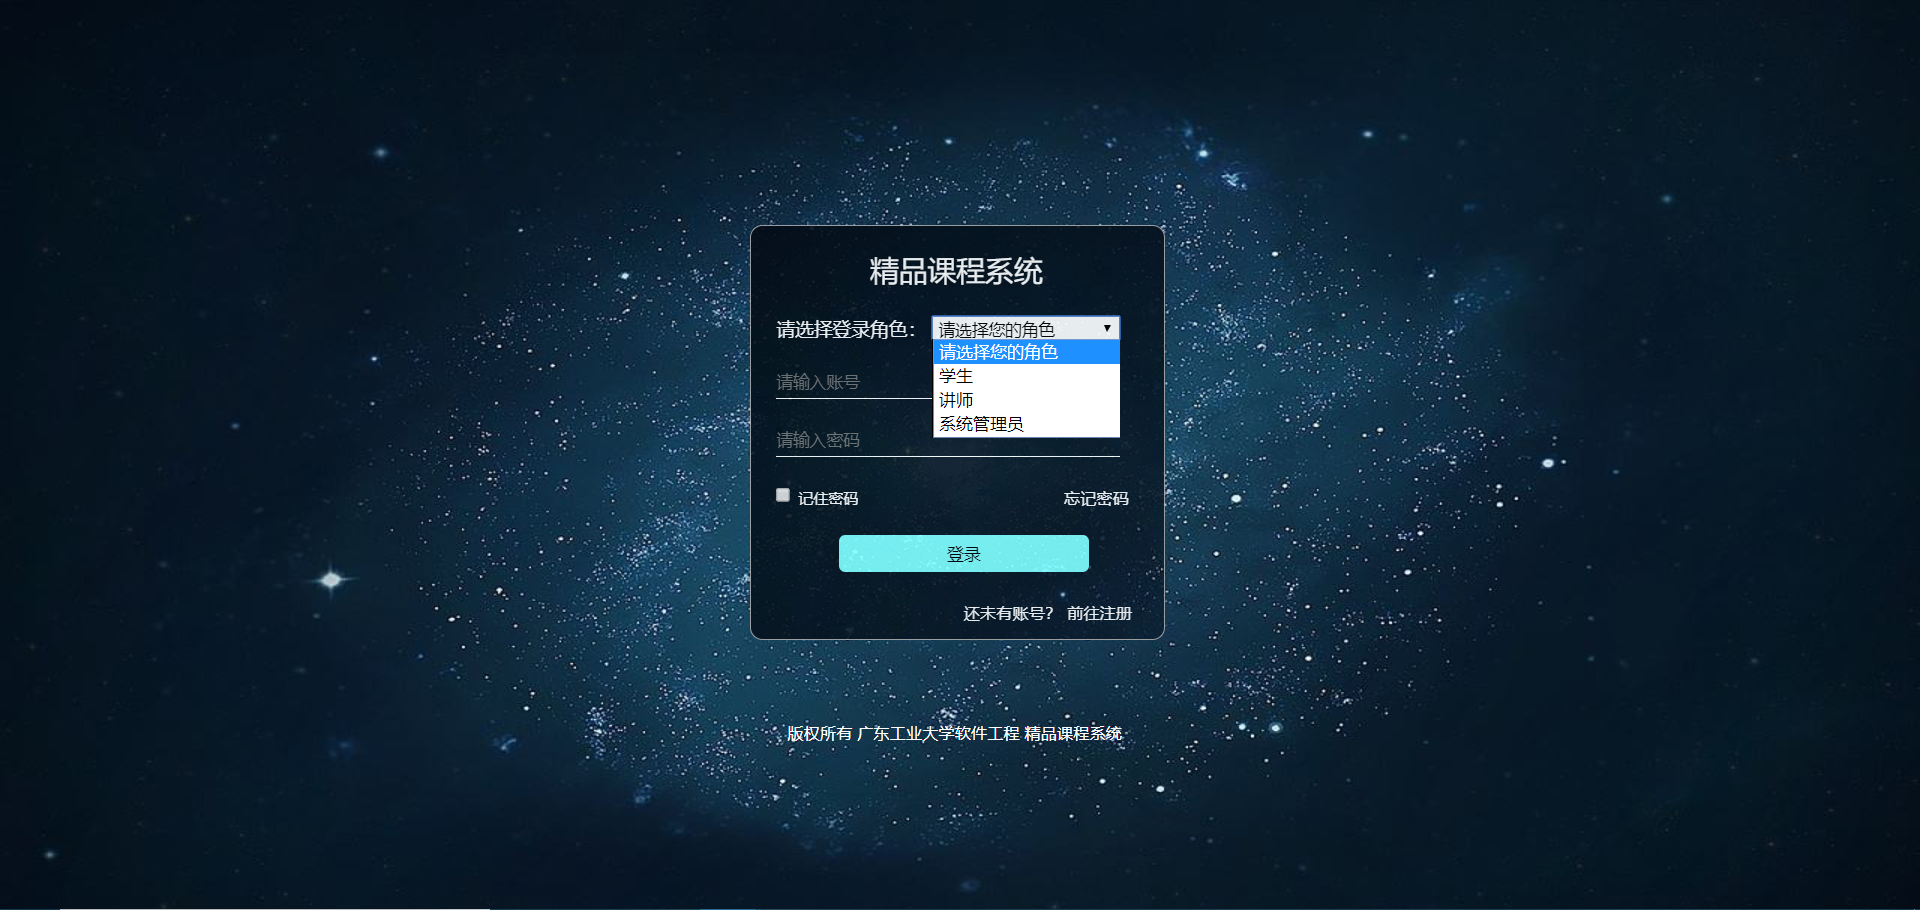 精品课程系统
请选择登录角色： 请选择您的角色
请选择您的角色
学生
讲师
系统管理员
请输入账号
请输入密码
记住密码 忘记密码
登录
还未有账号？ 前往注册
版权所有 广东工业大学软件工程 精品课程系统